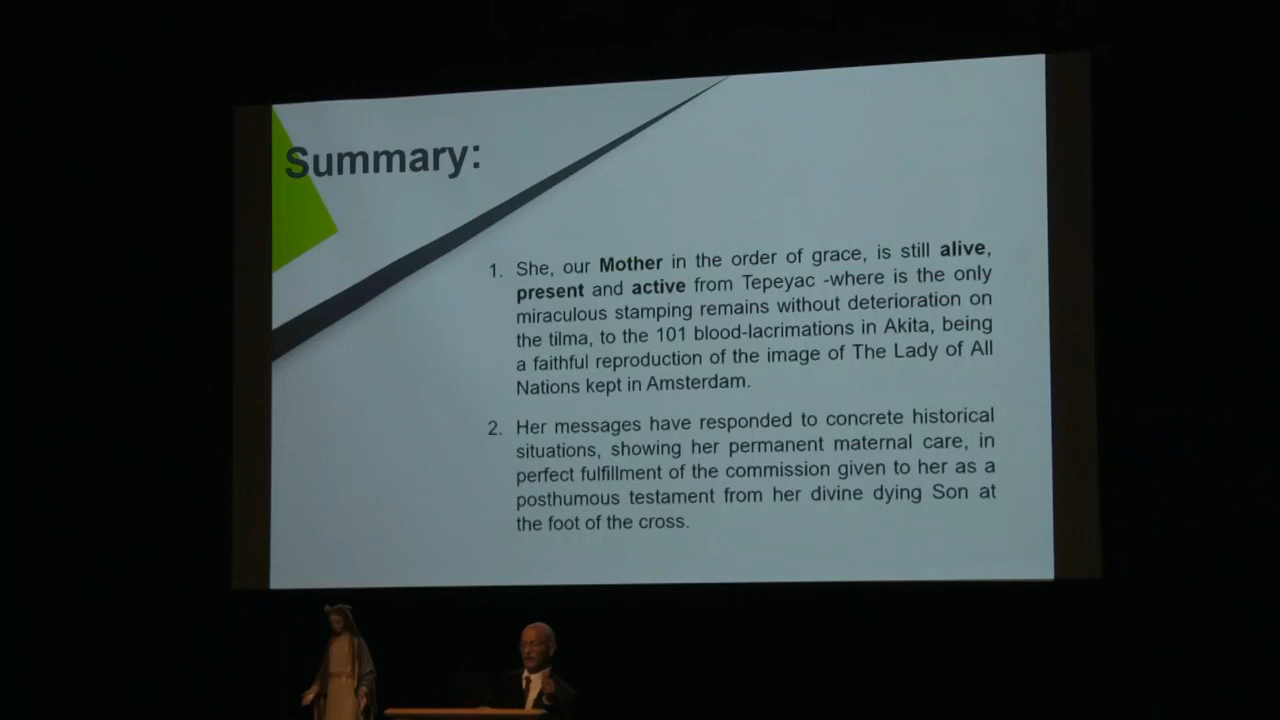 Summary:
1. She, our Mother in the order of grace, is still alive,
present and active from Tepeyac -where is the only
miraculous stamping remains without deterioration on
the tilma, to the 101 blood-lacrimations in Akita, being
a faithful reproduction of the image of The Lady of All
Nations kept in Amsterdam.
2. Her messages have responded to concrete historical
situations, showing her permanent maternal care, in
perfect fulfillment of the commission given to her as a
posthumous testament from her divine dying Son at
the foot of the cross.